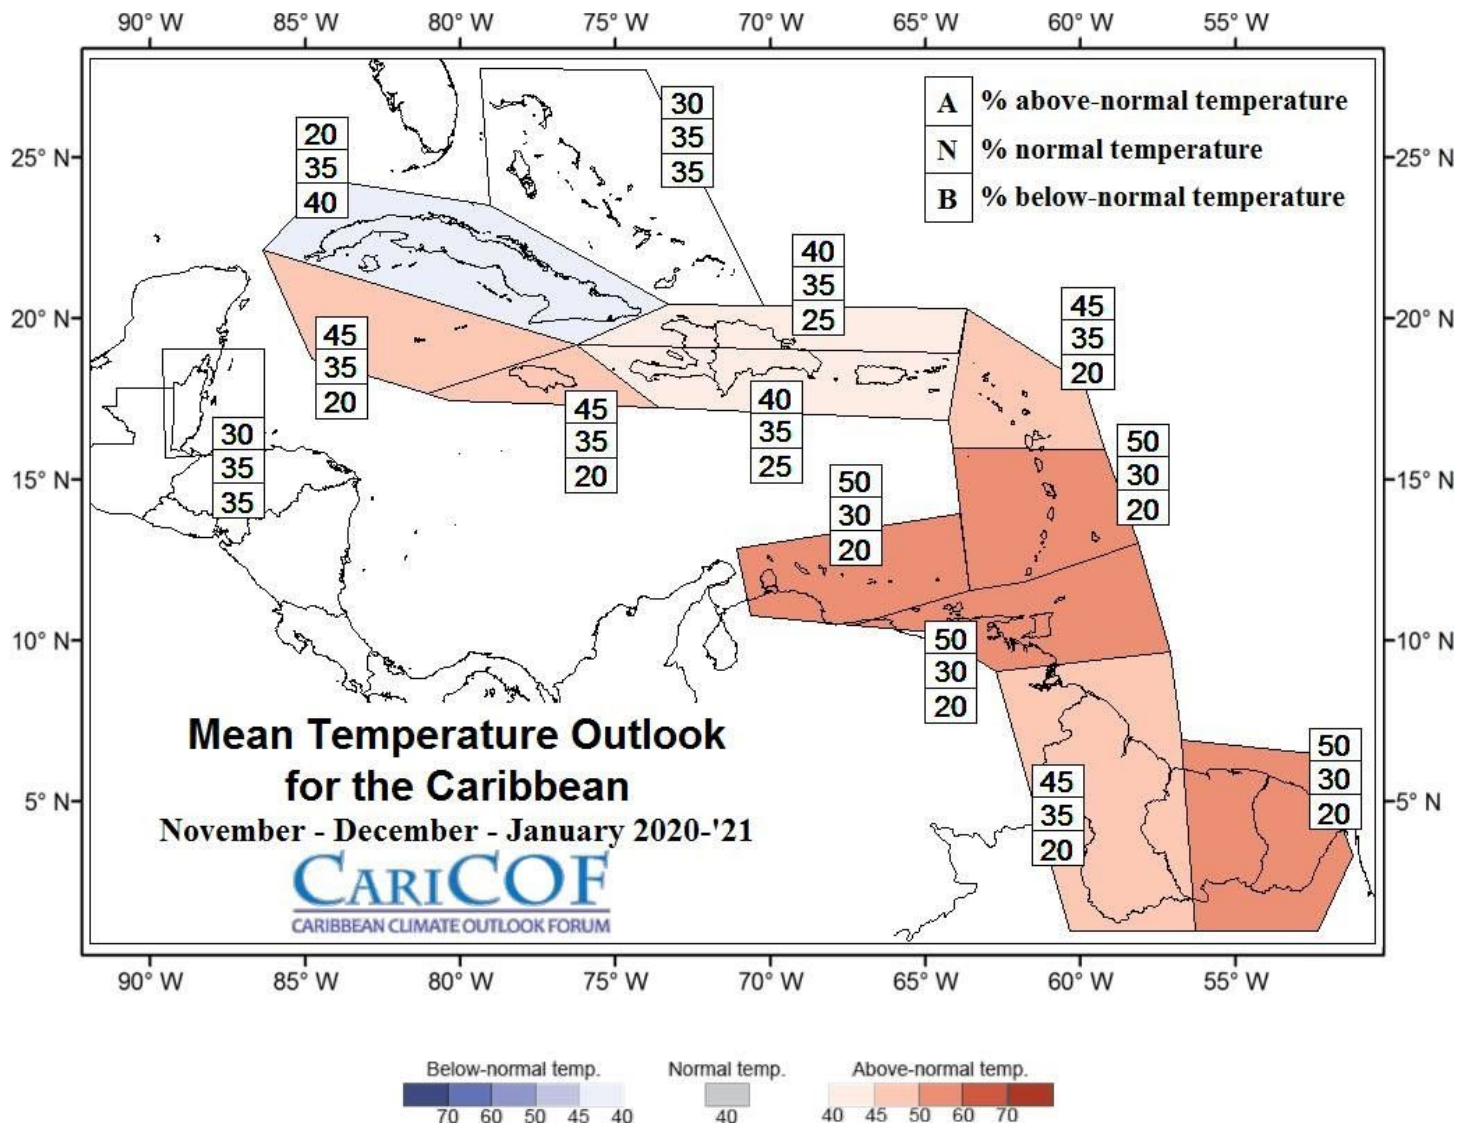 90° W 85° W 80° W 75° W 70° W 65° W 60° W 55° W
A % above-normal temperature
N % normal temperature
B % below-normal temperature
25° N
20° N
15° N
10° N
5° N
25° N
20° N
15° N
10° N
5° N
30
35
35
20
35
40
40
35
25
45
35
20
45
35
20
45
35
20
40
35
25
30
35
35
50
30
20
50
30
20
50
30
20
45
35
20
50
30
20
Mean Temperature Outlook
for the Caribbean
November - December - January 2020-'21
CARICOF
CARIBBEAN CLIMATE OUTLOOK FORUM
90° W 85° W 80° W 75° W 70° W 65° W 60° W 55° W
Below-normal temp. Normal temp. Above-normal temp.
70 60 50 45 40 40 40 45 50 60 70